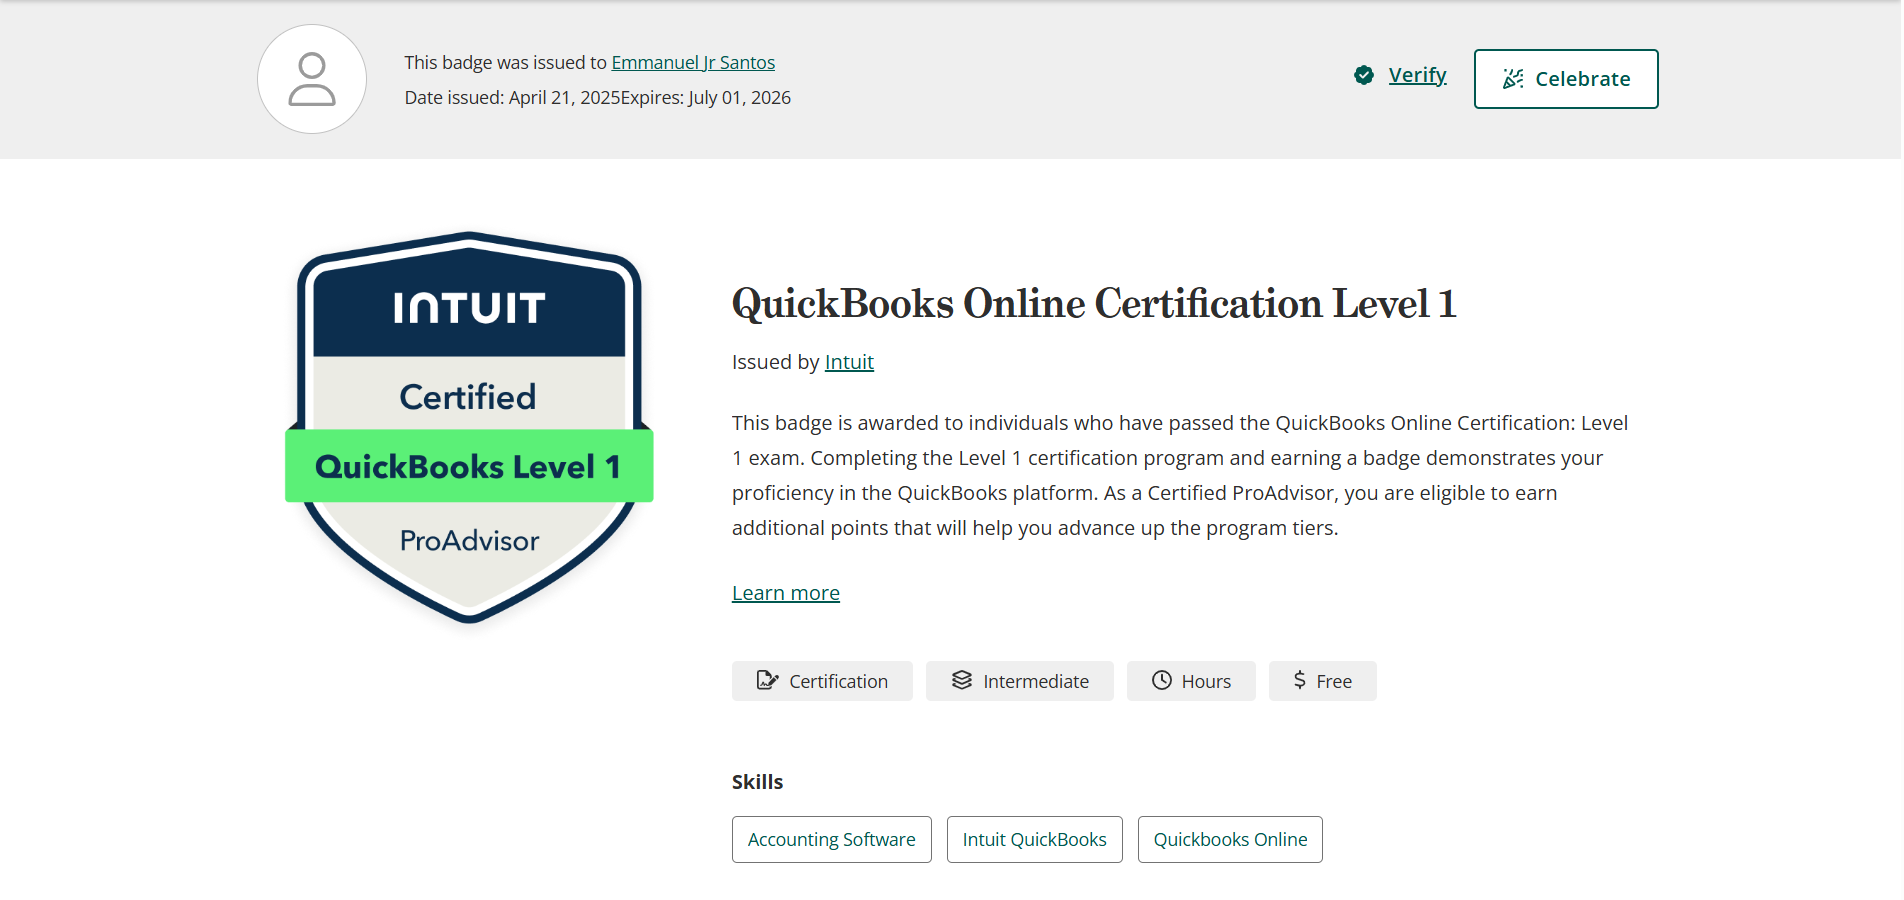 This badge was issued to Emmanuel Jr Santos
Date issued: April 21, 2025Expires: July 01, 2026
Verify
Celebrate
INTUIT
Certified
QuickBooks Level 1
ProAdvisor
QuickBooks Online Certification Level 1
Issued by Intuit
This badge is awarded to individuals who have passed the QuickBooks Online Certification: Level
1 exam. Completing the Level 1 certification program and earning a badge demonstrates your
proficiency in the QuickBooks platform. As a Certified ProAdvisor, you are eligible to earn
additional points that will help you advance up the program tiers.
Learn more
Certification
Intermediate
Hours
$ Free
Skills
Accounting Software
Intuit QuickBooks
Quickbooks Online